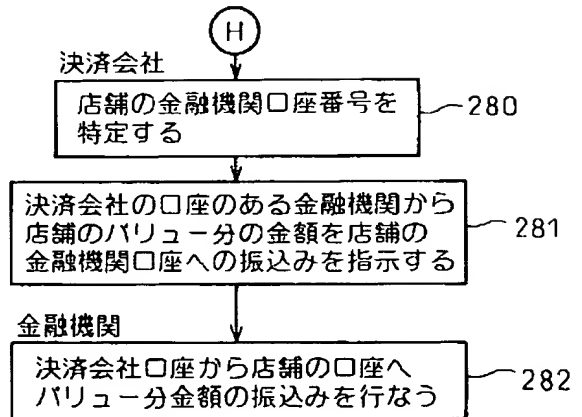 H
決済会社
店舗の金融機関口座番号を
特定する
280
決済会社の口座のある金融機関から
店舗のバリュー分の金額を店舗の
金融機関口座への振込みを指示する
281
金融機関
決済会社口座から店舗の口座へ
バリュー分金額の振込みを行なう
282